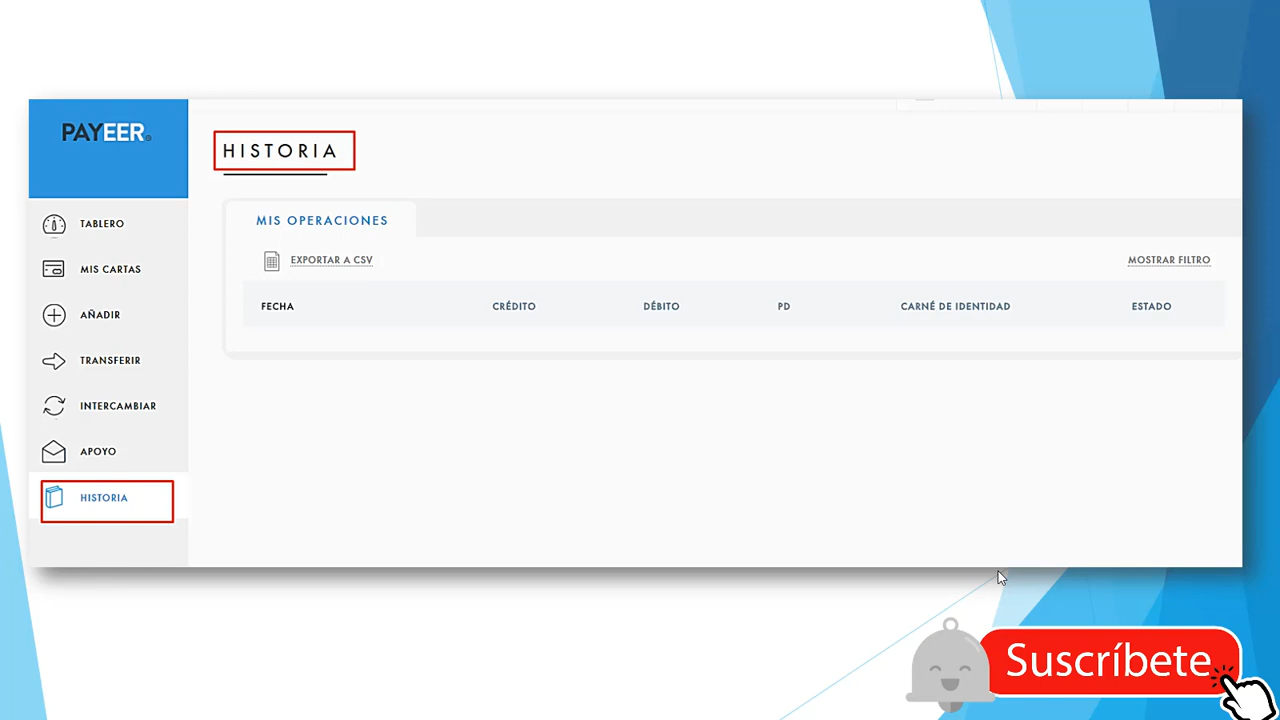 PAYEER
HISTORIA
TABLERO
MIS CARTAS
AÑADIR
TRANSFERIR
INTERCAMBIAR
APOYO
HISTORIA
MIS OPERACIONES
EXPORTAR A CSV
MOSTRAR FILTRO
FECHA CRÉDITO DÉBITO PD CARNÉ DE IDENTIDAD ESTADO
Suscríbete